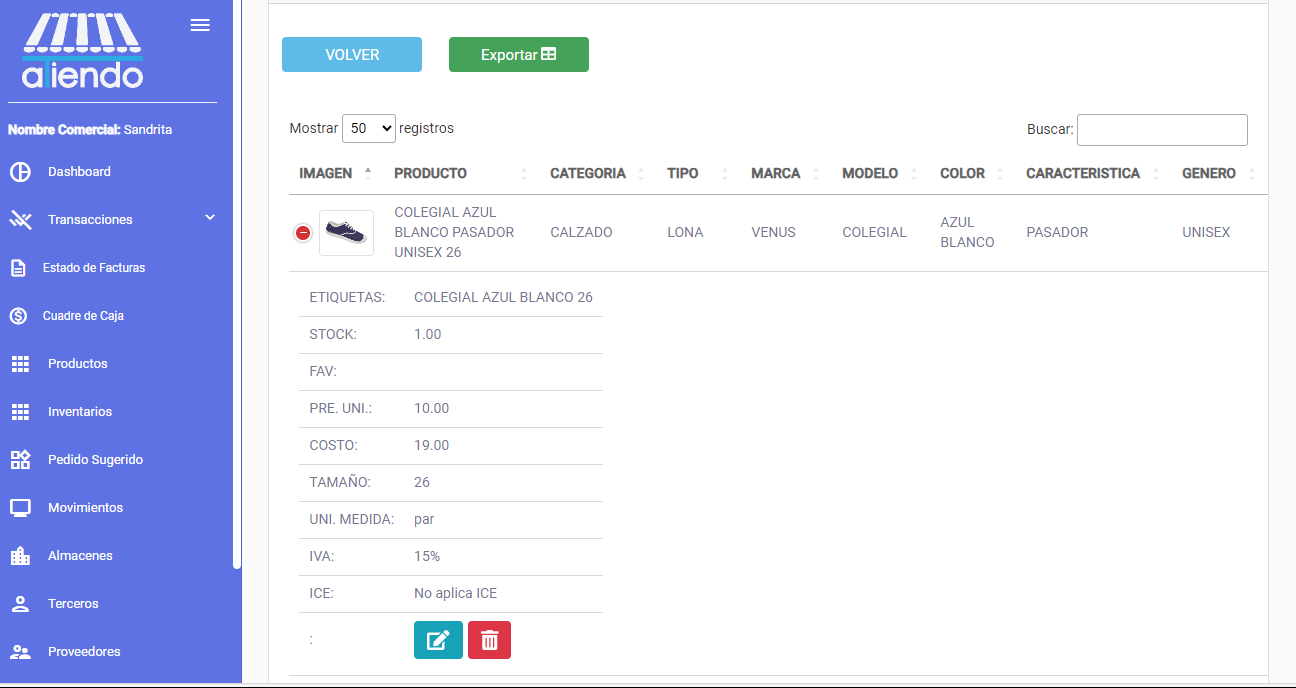 aTiendo
Nombre Comercial: Sandrita
Dashboard
Transacciones
Estado de Facturas
Cuadre de Caja
Productos
Inventarios
Pedido Sugerido
Movimientos
Almacenes
Terceros
Proveedores
VOLVER
Exportar
Mostrar 50 registros
Buscar:
IMAGEN PRODUCTO CATEGORIA TIPO MARCA MODELO COLOR CARACTERISTICA GENERO
COLEGIAL AZUL
BLANCO PASADOR
UNISEX 26
CALZADO
LONA
VENUS
COLEGIAL
AZUL
BLANCO
PASADOR
UNISEX
ETIQUETAS: COLEGIAL AZUL BLANCO 26
STOCK: 1.00
FAV:
PRE. UNI.: 10.00
COSTO: 19.00
TAMAÑO: 26
UNI. MEDIDA: par
IVA: 15%
ICE: No aplica ICE
: